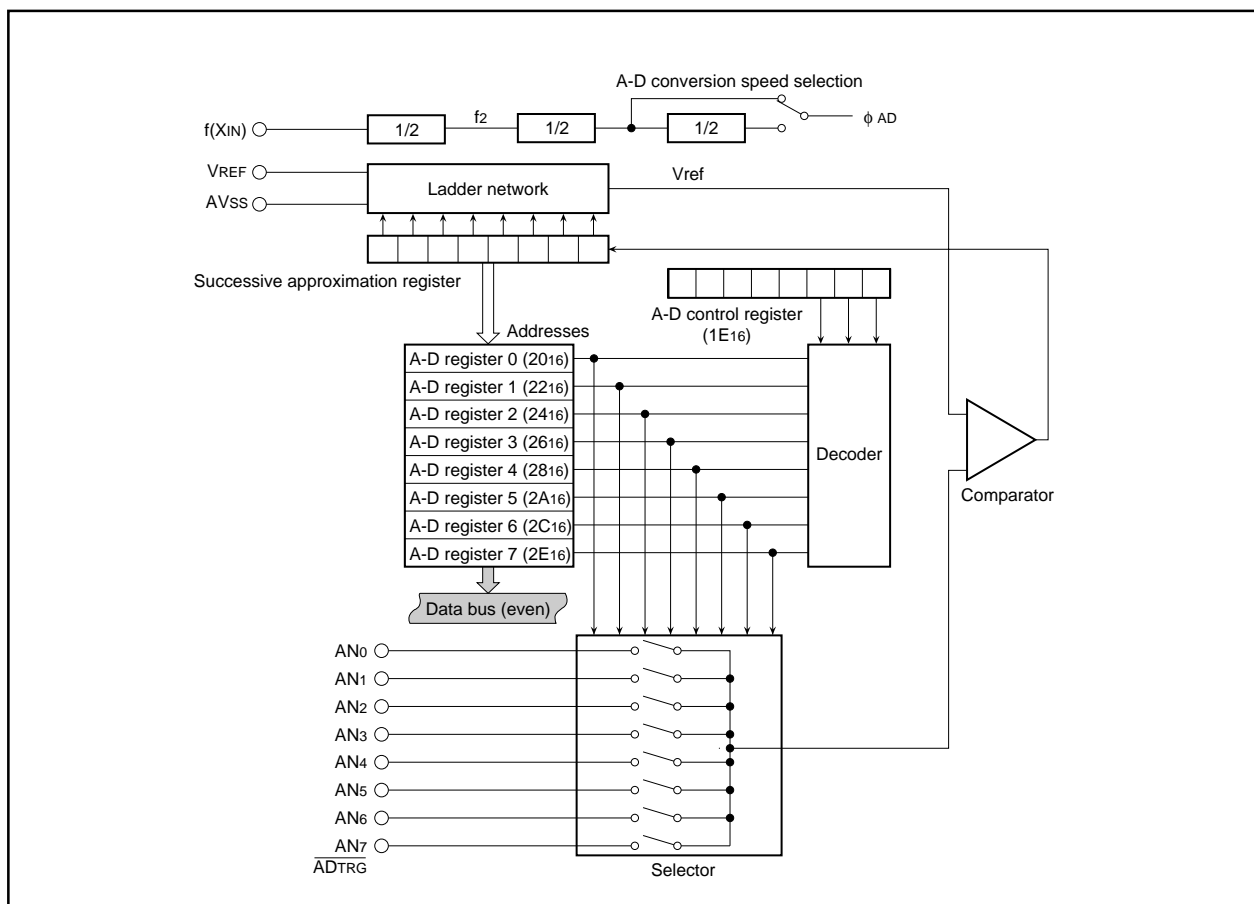 A-D conversion speed selection
f(XIN)
1/2
f2
1/2
1/2
ϕ AD
VREF
AVSS
Ladder network
Vref
Successive approximation register
A-D control register
(1E16)
Addresses
A-D register 0 (2016)
A-D register 1 (2216)
A-D register 2 (2416)
A-D register 3 (2616)
A-D register 4 (2816)
A-D register 5 (2A16)
A-D register 6 (2C16)
A-D register 7 (2E16)
Decoder
Comparator
Data bus (even)
AN0
AN1
AN2
AN3
AN4
AN5
AN6
AN7
ADTRG
Selector